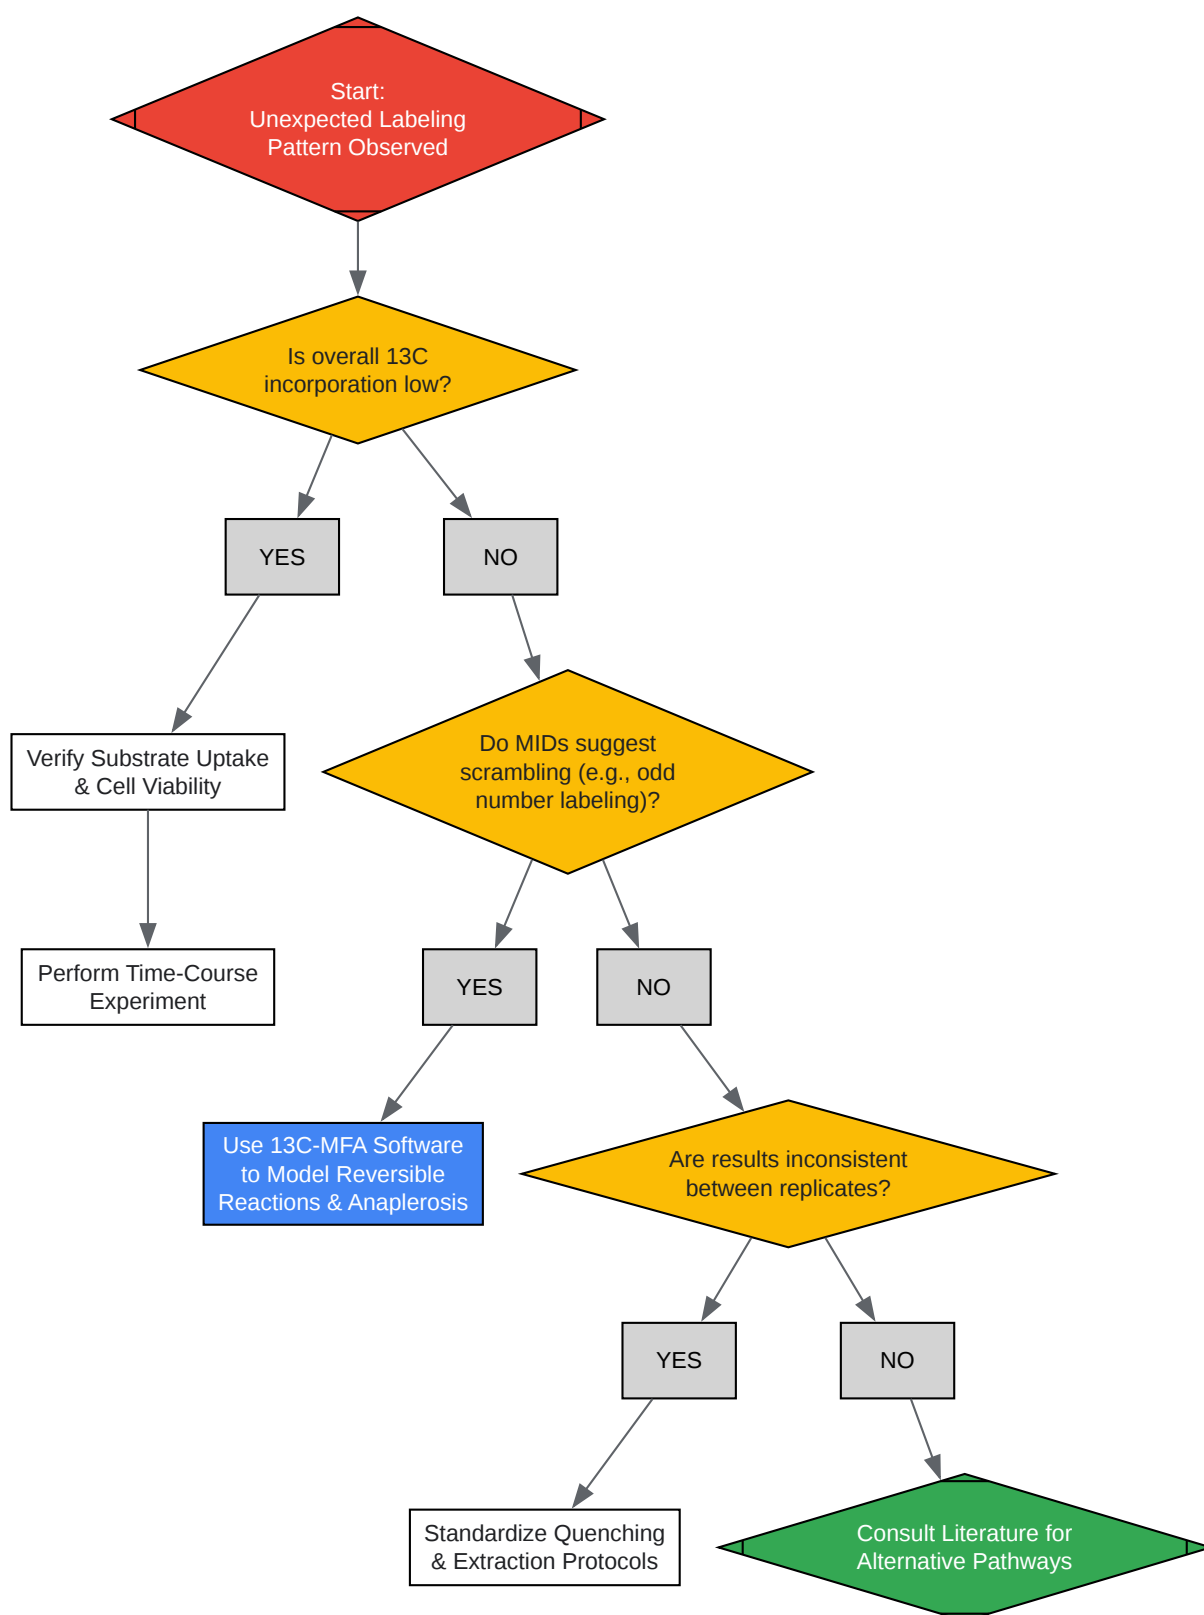 Start:
Unexpected Labeling
Pattern Observed
Is overall 13C
incorporation low?
YES
NO
Verify Substrate Uptake
& Cell Viability
Do MIDs suggest
scrambling (e.g., odd
number labeling)?
Perform Time-Course
Experiment
YES
NO
Use 13C-MFA Software
to Model Reversible
Reactions & Anaplerosis
Are results inconsistent
between replicates?
YES
NO
Standardize Quenching
& Extraction Protocols
Consult Literature for
Alternative Pathways